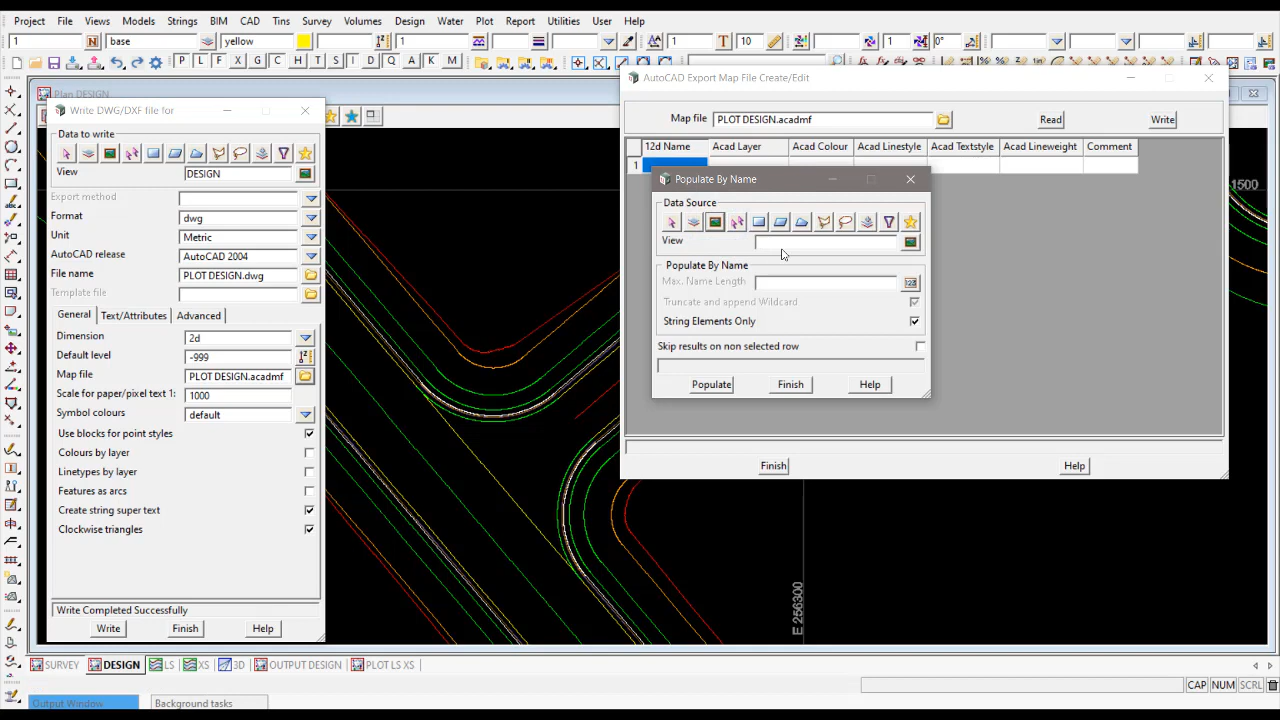 Project File Views Models Strings BIM CAD Tins Survey Volumes Design Water Plot Report Utilities User Help
1 N base yellow 1 1 T 10 1 0°
P L F X G C H T S I D Q A K M
Plan DESIGN
Write DWG/DXF file for
Data to write
View DESIGN
Export method
Format dwg
Unit Metric
AutoCAD release AutoCAD 2004
File name PLOT DESIGN.dwg
Template file
General Text/Attributes Advanced
Dimension 2d
Default level -999
Map file PLOT DESIGN.acadmf
Scale for paper/pixel text 1: 1000
Symbol colours default
Use blocks for point styles
Colours by layer
Linetypes by layer
Features as arcs
Create string super text
Clockwise triangles
Write Completed Successfully
Write Finish Help
AutoCAD Export Map File Create/Edit
Map file PLOT DESIGN.acadmf Read Write
12d Name Acad Layer Acad Colour Acad Linestyle Acad Textstyle Acad Lineweight Comment
1
Populate By Name
Data Source
View
Populate By Name
Max. Name Length
Truncate and append Wildcard
String Elements Only
Skip results on non selected row
Populate Finish Help
Finish Help
1500
E 256300
SURVEY DESIGN LS XS 3D OUTPUT DESIGN PLOT LS XS
CAP NUM SCRL
Output Window Background tasks